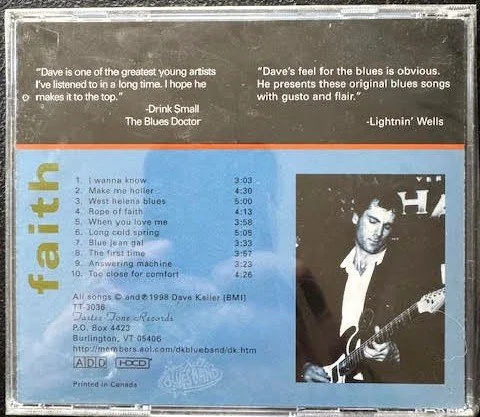 "Dave is one of the greatest young artists
I've listened to in a long time. I hope he
makes it to the top."
-Drink Small
The Blues Doctor
"Dave's feel for the blues is obvious.
He presents these original blues songs
with gusto and flair."
-Lightnin' Wells
faith
1. I wanna know 3:03
2. Make me holler 4:30
3. West helena blues 5:00
4. Rope of faith 4:13
5. When you love me 3:58
6. Long cold spring 5:05
7. Blue jean gal 3:33
8. The first time 3:57
9. Answering machine 3:23
10. Too close for comfort 4:26
All songs © and ℗ 1998 Dave Keller [BMI]
TT-3036
Tastee-Tone Records
P.O. Box 4423
Burlington, VT 05406
http://members.aol.com/dkblueband/dk.htm
ADD HDCD
Printed in Canada
VER
HA